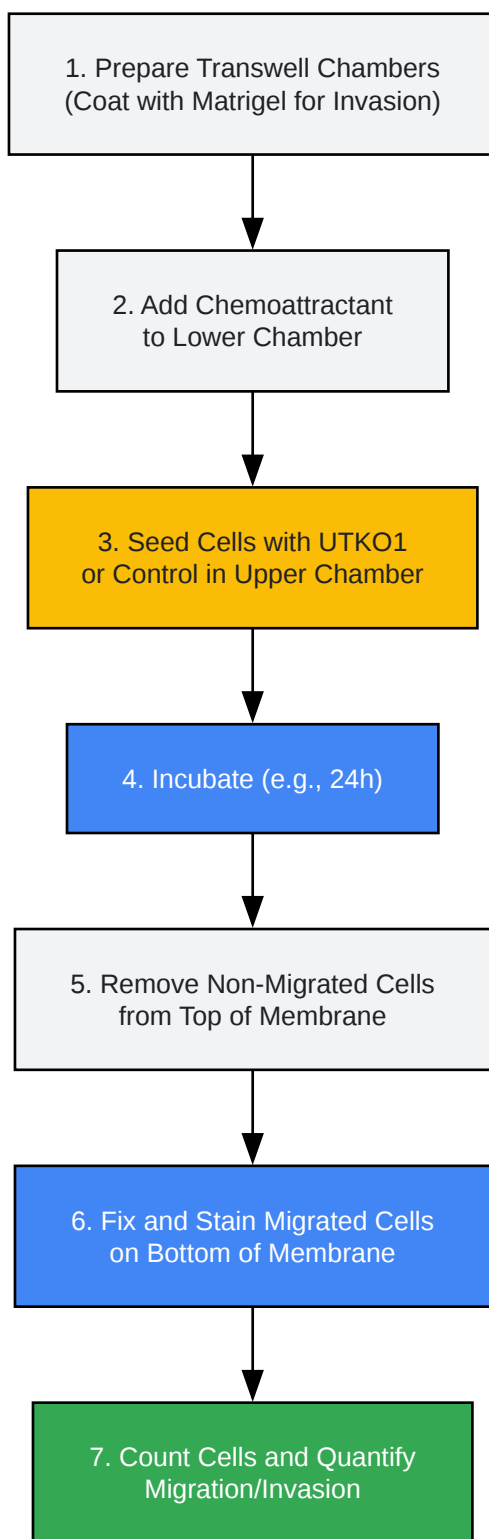 1. Prepare Transwell Chambers
(Coat with Matrigel for Invasion)
2. Add Chemoattractant
to Lower Chamber
3. Seed Cells with UTKO1
or Control in Upper Chamber
4. Incubate (e.g., 24h)
5. Remove Non-Migrated Cells
from Top of Membrane
6. Fix and Stain Migrated Cells
on Bottom of Membrane
7. Count Cells and Quantify
Migration/Invasion